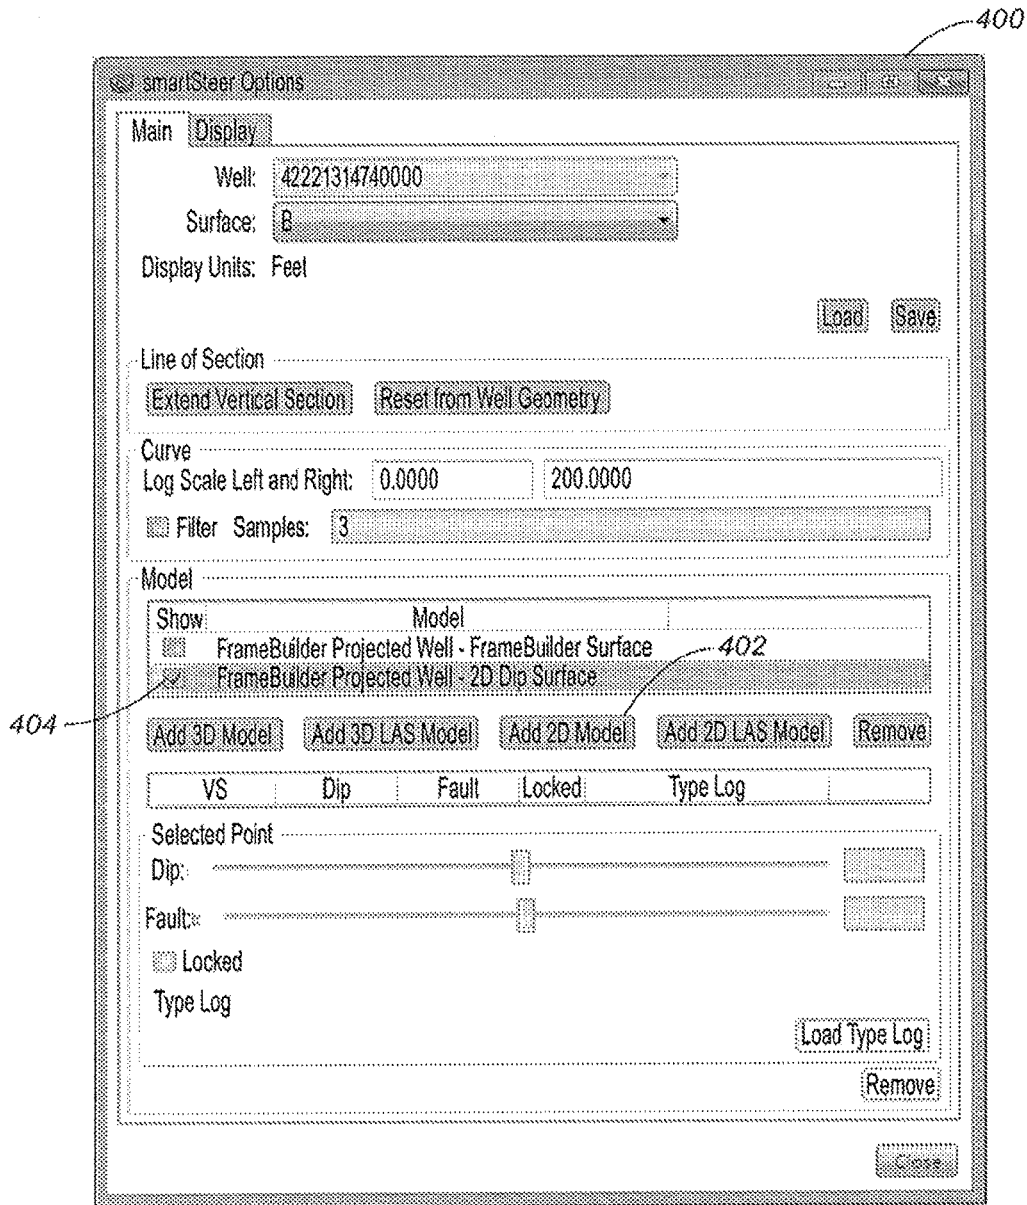 400
smartSteer Options
Main Display
Well: 42221314740000
Surface: B
Display Units: Feet
Load Save
Line of Section
Extend Vertical Section Reset from Well Geometry
Curve
Log Scale Left and Right: 0.0000 200.0000
Filter Samples: 3
Model
Show Model
FrameBuilder Projected Well - FrameBuilder Surface
402
FrameBuilder Projected Well - 2D Dip Surface
404
Add 3D Model Add 3D LAS Model Add 2D Model Add 2D LAS Model Remove
VS Dip Fault Locked Type Log
Selected Point
Dip:
Fault:
Locked
Type Log
Load Type Log
Remove
Close